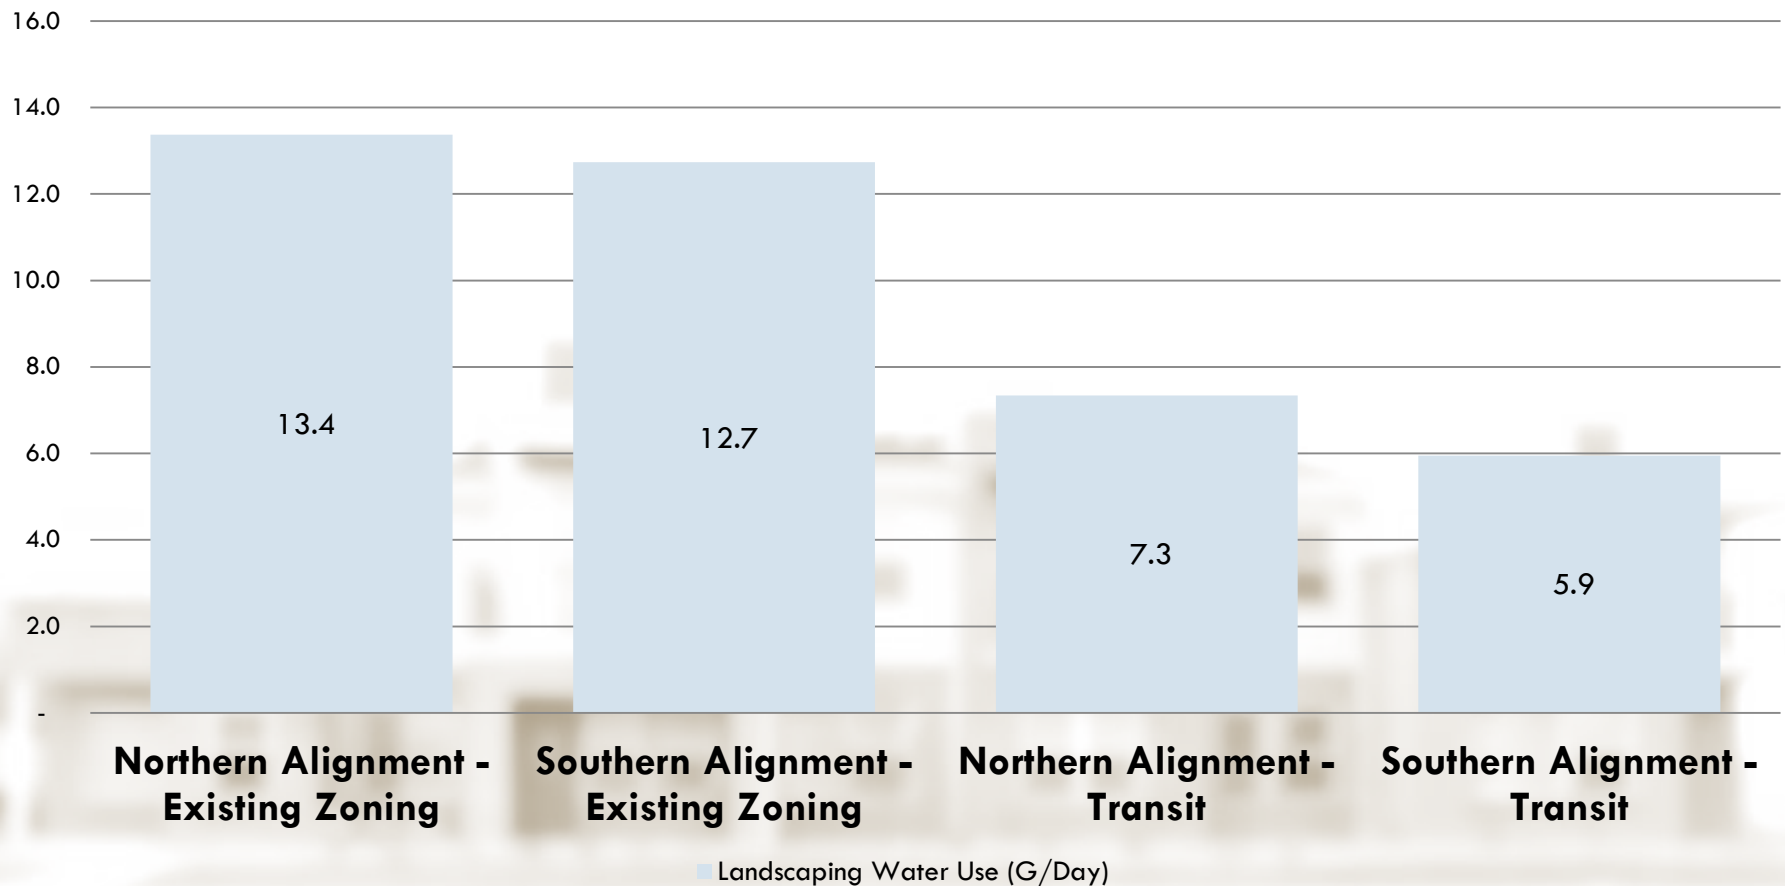 16.0
14.0
12.0
10.0
8.0
6.0
4.0
2.0
-
13.4
12.7
7.3
5.9
Northern Alignment -
Existing Zoning
Southern Alignment -
Existing Zoning
Northern Alignment -
Transit
Southern Alignment -
Transit
Landscaping Water Use (G/Day)